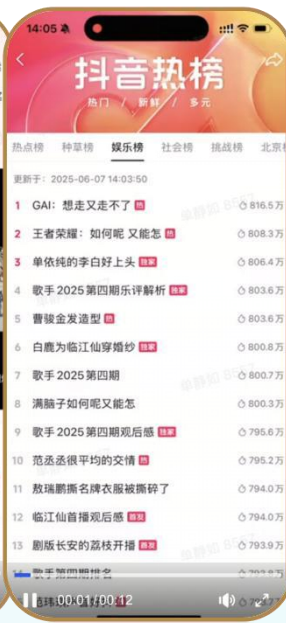 14:05
抖音热榜
热门 / 新鲜 / 多元
热点榜 种草榜 娱乐榜 社会榜 挑战榜 北京
更新于：2025-06-07 14:03:50
1 GAI：想走又走不了 热 816.5万
2 王者荣耀：如何呢 又能怎 热 808.3万
3 单依纯的李白好上头 独家 806.4万
4 歌手2025第四期乐评解析 独家 803.6万
5 曹骏金发造型 热 803.6万
6 白鹿为临江仙穿婚纱 独家 800.8万
7 歌手2025第四期 800.7万
8 满脑子如何呢又能怎 800.3万
9 歌手2025第四期观后感 独家 795.6万
10 范丞丞很平均的交情 热 795.2万
11 敖瑞鹏撕名牌衣服被撕碎了 794.0万
12 临江仙首播观后感 首发 794.0万
13 剧版长安的荔枝开播 首发 793.9万
歌手第四期排名
00:01/00:12